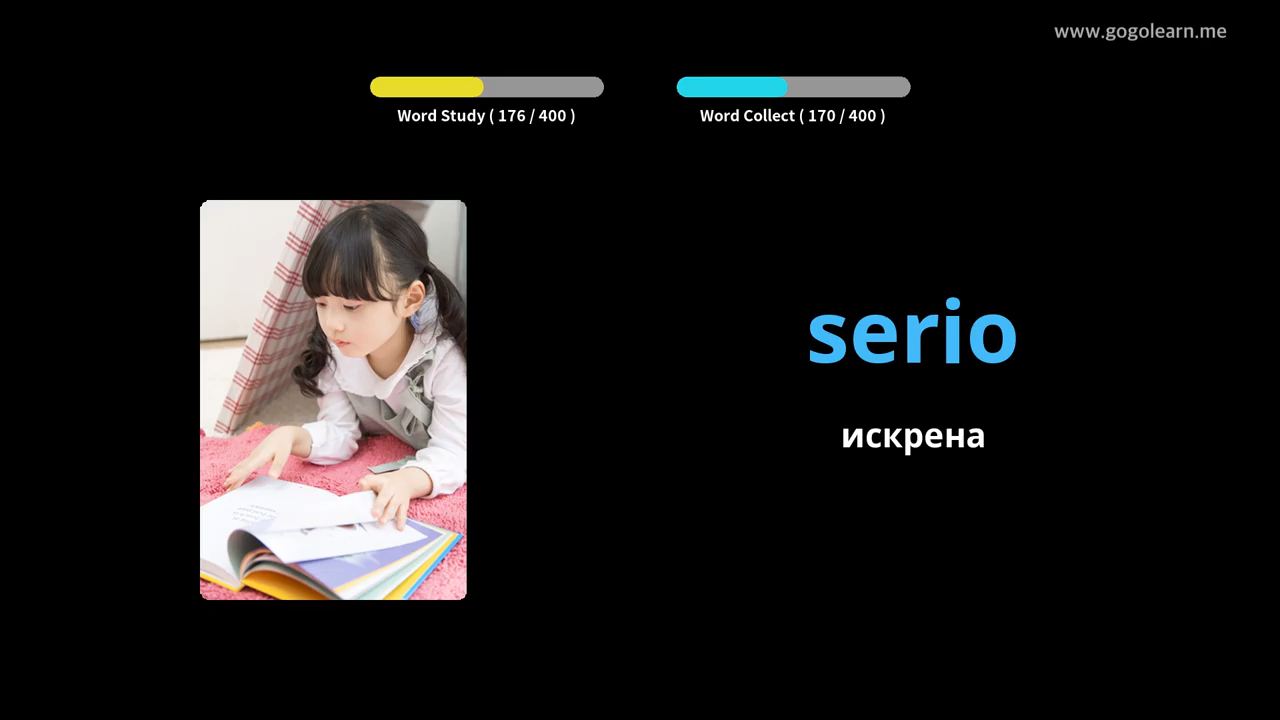 www.gogolearn.me
Word Study ( 176 / 400 )
Word Collect ( 170 / 400 )
serio
искрена